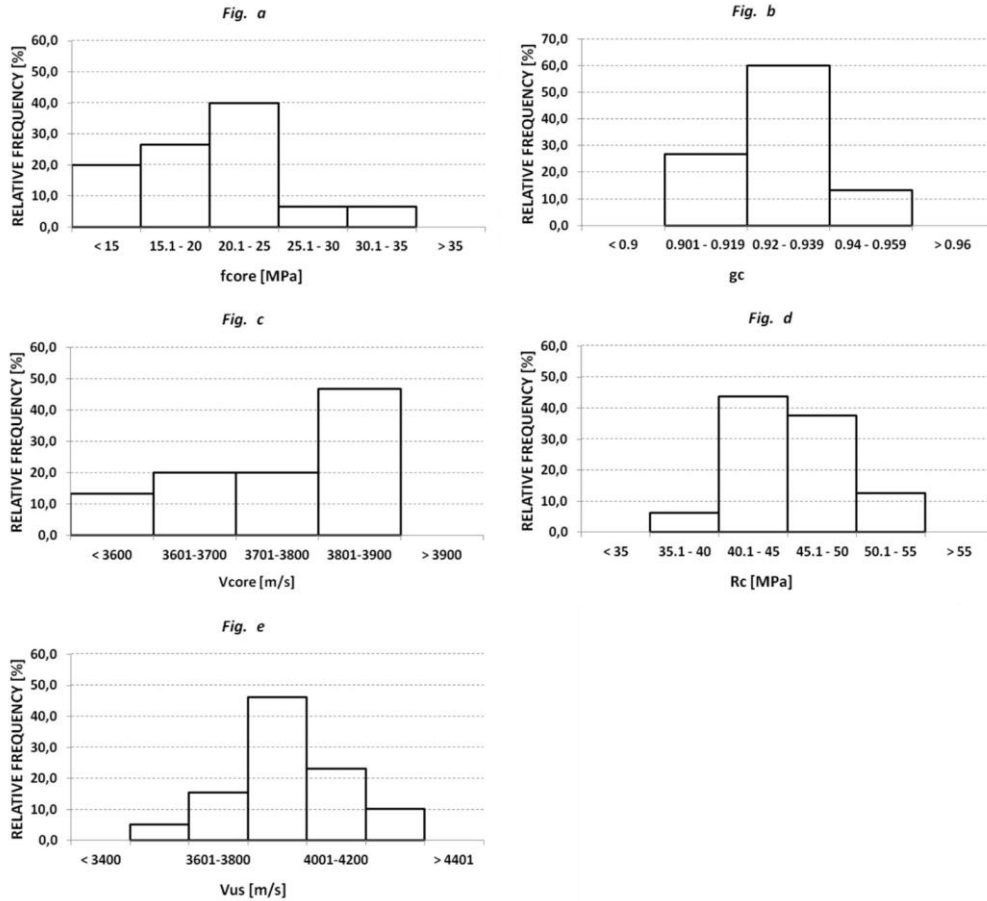 Fig. a
RELATIVE FREQUENCY [%]
60,0
50,0
40,0
30,0
20,0
10,0
0,0
< 15 15.1 - 20 20.1 - 25 25.1 - 30 30.1 - 35 > 35
fcore [MPa]
Fig. b
RELATIVE FREQUENCY [%]
70,0
60,0
50,0
40,0
30,0
20,0
10,0
0,0
< 0.9 0.901 - 0.919 0.92 - 0.939 0.94 - 0.959 > 0.96
gc
Fig. c
RELATIVE FREQUENCY [%]
60,0
50,0
40,0
30,0
20,0
10,0
0,0
< 3600 3601-3700 3701-3800 3801-3900 > 3900
Vcore [m/s]
Fig. d
RELATIVE FREQUENCY [%]
60,0
50,0
40,0
30,0
20,0
10,0
0,0
< 35 35.1 - 40 40.1 - 45 45.1 - 50 50.1 - 55 > 55
Rc [MPa]
Fig. e
RELATIVE FREQUENCY [%]
60,0
50,0
40,0
30,0
20,0
10,0
0,0
< 3400 3601-3800 4001-4200 > 4401
Vus [m/s]